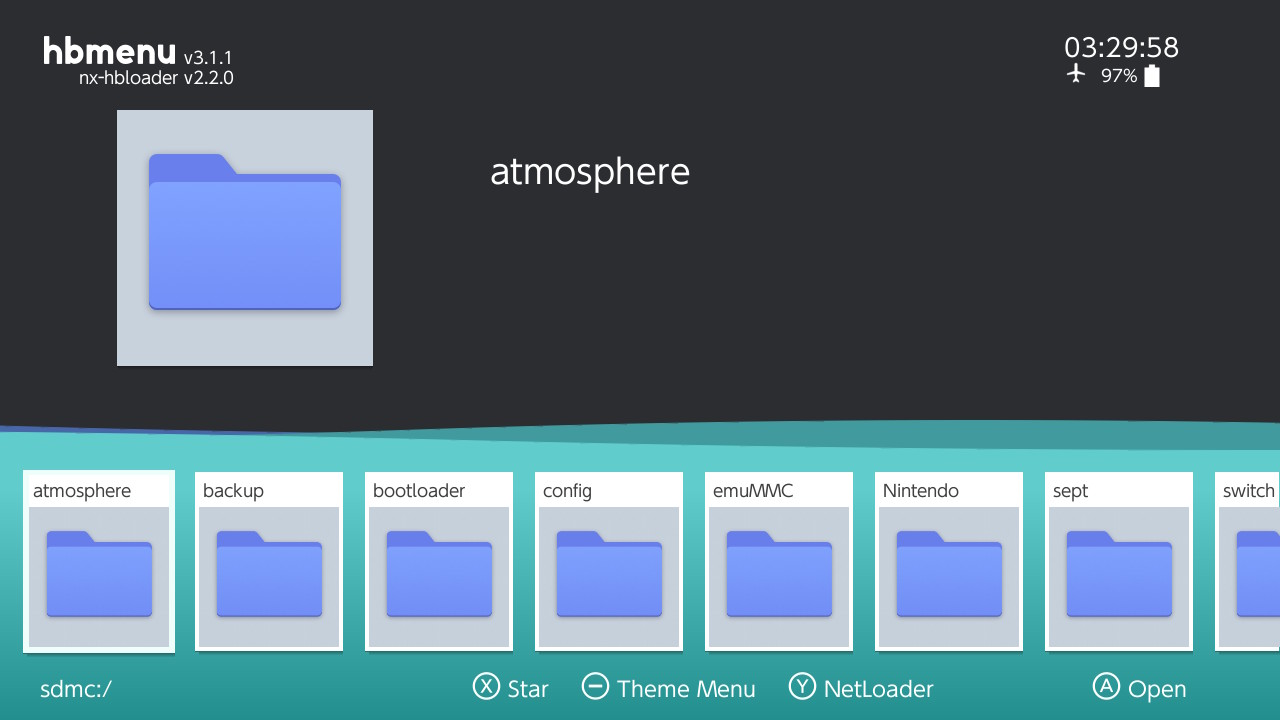 hbmenu v3.1.1
nx-hbloader v2.2.0
03:29:58
97%
atmosphere
atmosphere
backup
bootloader
config
emuMMC
Nintendo
sept
switch
sdmc:/
X Star
Theme Menu
Y NetLoader
A Open